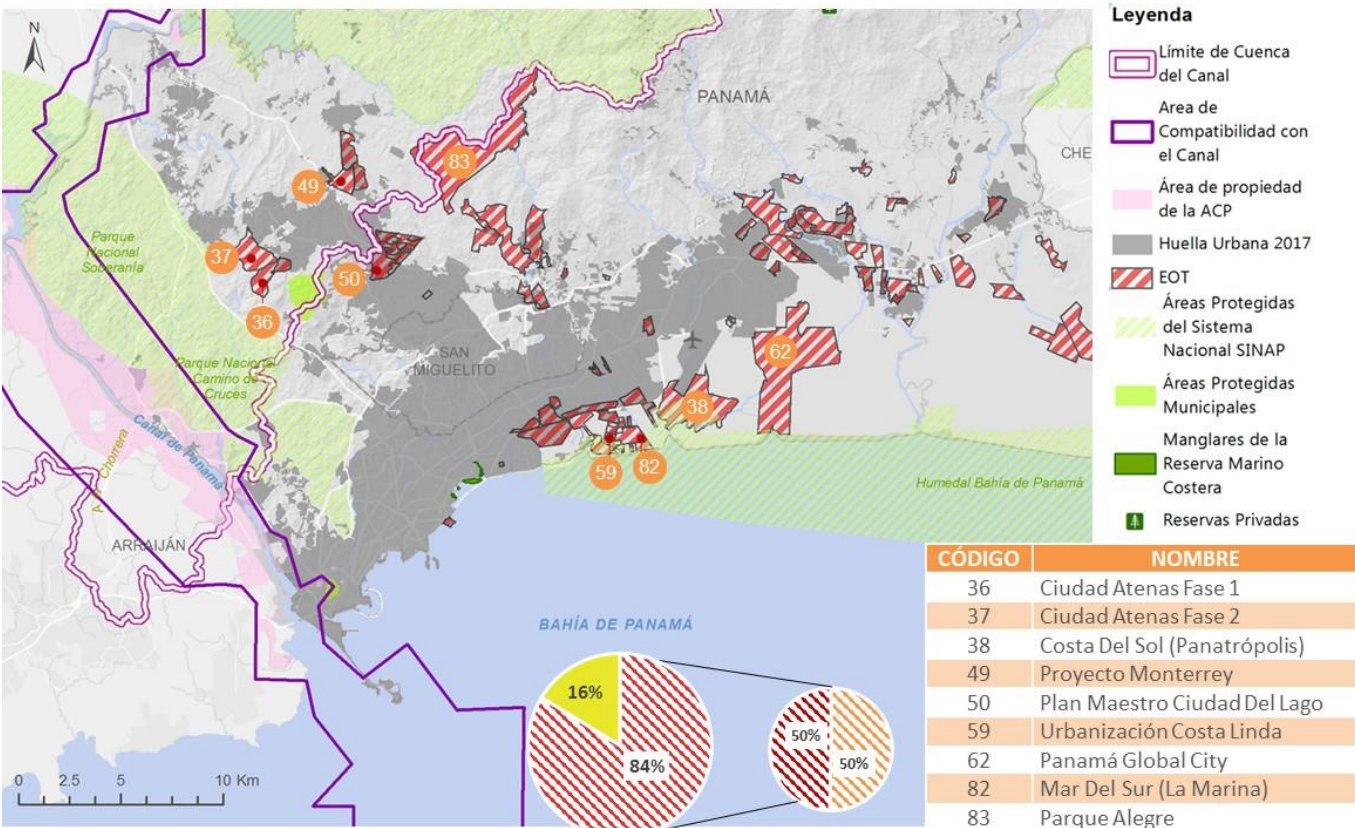 N
PANAMÁ
CHE
83
49
37
50
36
62
38
59
82
Parque
Nacional
Soberanía
SAN
MIGUELITO
Parque Nacional
Camino de
Cruces
Canal de Panamá
A La Chorrera
ARRAIJÁN
Humedal Bahía de Panamá
BAHÍA DE PANAMÁ
0 2.5 5 10 Km
16%
84%
50%
50%
Leyenda
Límite de Cuenca
del Canal
Area de
Compatibilidad con
el Canal
Área de propiedad
de la ACP
Huella Urbana 2017
EOT
Áreas Protegidas
del Sistema
Nacional SINAP
Áreas Protegidas
Municipales
Manglares de la
Reserva Marino
Costera
Reservas Privadas
CÓDIGO NOMBRE
36 Ciudad Atenas Fase 1
37 Ciudad Atenas Fase 2
38 Costa Del Sol (Panatrópolis)
49 Proyecto Monterrey
50 Plan Maestro Ciudad Del Lago
59 Urbanización Costa Linda
62 Panamá Global City
82 Mar Del Sur (La Marina)
83 Parque Alegre